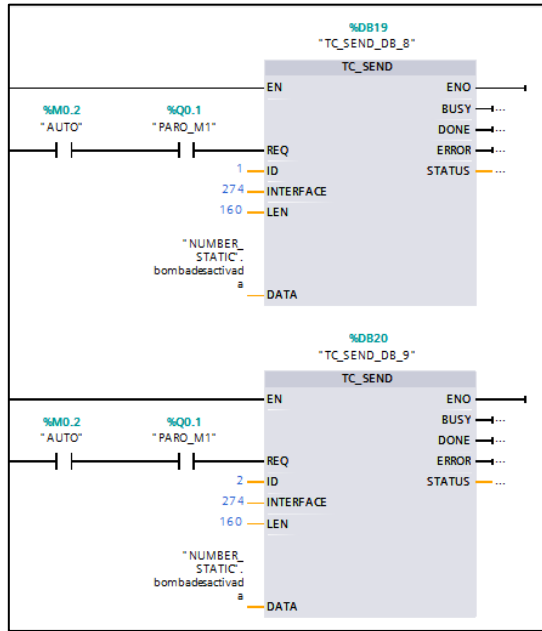 %DB19
"TC_SEND_DB_8"
TC_SEND
EN ENO
%M0.2 %Q0.1 BUSY ...
"AUTO" "PARO_M1" DONE ...
REQ ERROR ...
1 ID STATUS ...
274 INTERFACE
160 LEN
"NUMBER_
STATIC".
bombadesactivad
a DATA
%DB20
"TC_SEND_DB_9"
TC_SEND
EN ENO
BUSY ...
%M0.2 %Q0.1 DONE ...
"AUTO" "PARO_M1"
REQ ERROR ...
2 ID STATUS ...
274 INTERFACE
160 LEN
"NUMBER_
STATIC".
bombadesactivad
a DATA